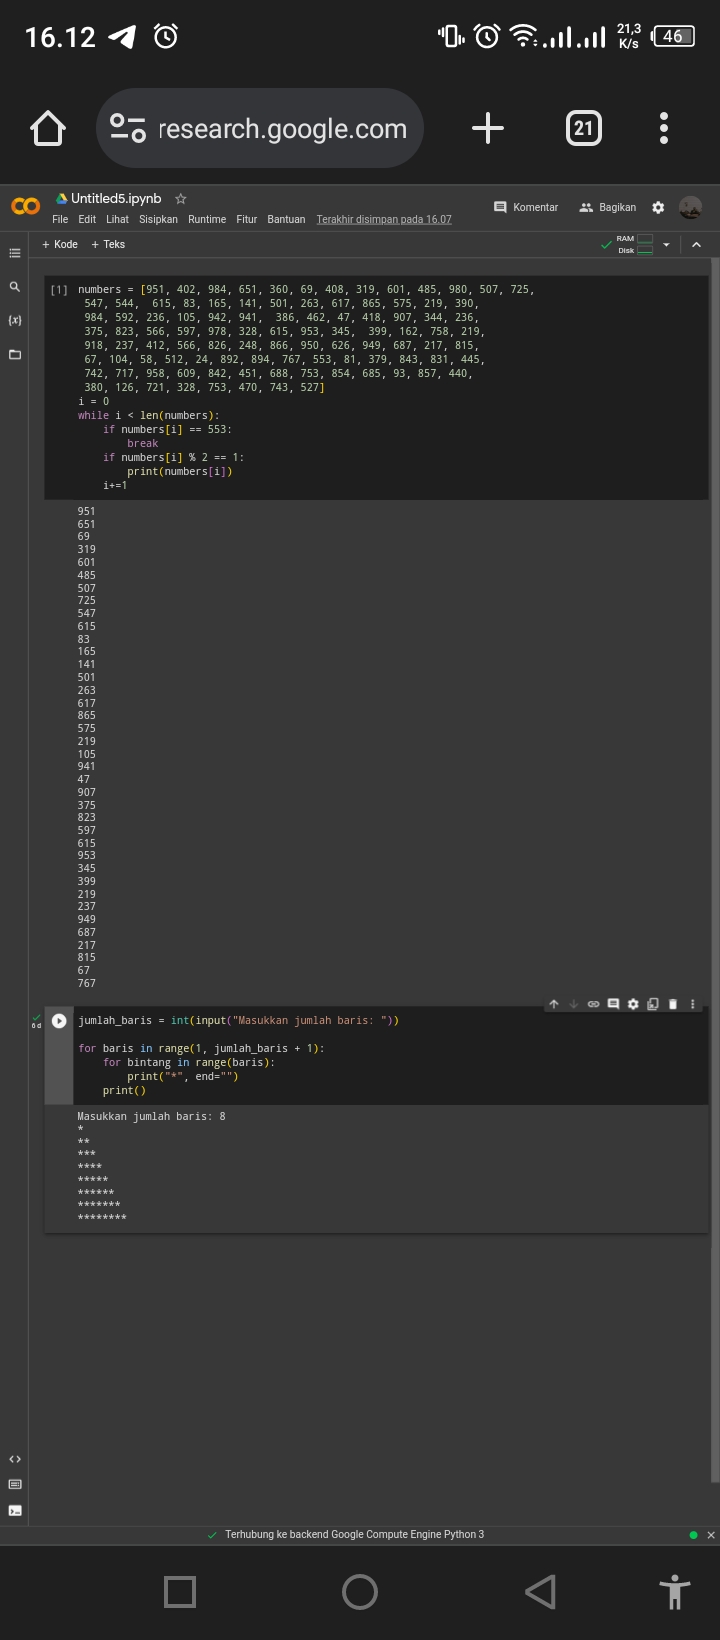 16.12
21,3
K/s
46
research.google.com
21
Untitled5.ipynb
Komentar
Bagikan
File Edit Lihat Sisipkan Runtime Fitur Bantuan Terakhir disimpan pada 16.07
+ Kode + Teks
RAM
Disk
[1] numbers = [951, 402, 984, 651, 360, 69, 408, 319, 601, 485, 980, 507, 725,
547, 544, 615, 83, 165, 141, 501, 263, 617, 865, 575, 219, 390,
984, 592, 236, 105, 942, 941, 386, 462, 47, 418, 907, 344, 236,
375, 823, 566, 597, 978, 328, 615, 953, 345, 399, 162, 758, 219,
918, 237, 412, 566, 826, 248, 866, 950, 626, 949, 687, 217, 815,
67, 104, 58, 512, 24, 892, 894, 767, 553, 81, 379, 843, 831, 445,
742, 717, 958, 609, 842, 451, 688, 753, 854, 685, 93, 857, 440,
380, 126, 721, 328, 753, 470, 743, 527]
i = 0
while i < len(numbers):
    if numbers[i] == 553:
        break
    if numbers[i] % 2 == 1:
        print(numbers[i])
    i+=1
951
651
69
319
601
485
507
725
547
615
83
165
141
501
263
617
865
575
219
105
941
47
907
375
823
597
615
953
345
399
219
237
949
687
217
815
67
767
6 d
jumlah_baris = int(input("Masukkan jumlah baris: "))
for baris in range(1, jumlah_baris + 1):
    for bintang in range(baris):
        print("*", end="")
    print()
Masukkan jumlah baris: 8
*
**
***
****
*****
******
*******
********
Terhubung ke backend Google Compute Engine Python 3